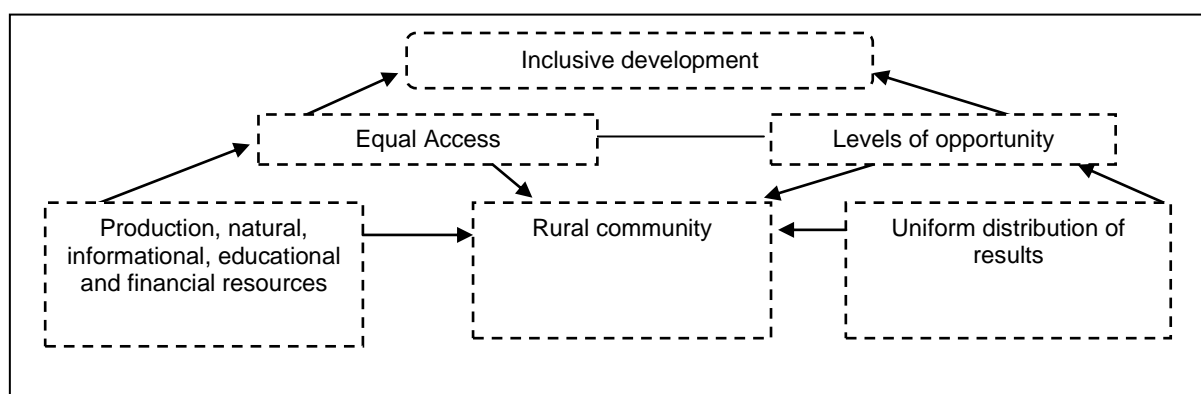 Inclusive development
Equal Access
Levels of opportunity
Production, natural,
informational, educational
and financial resources
Rural community
Uniform distribution of
results